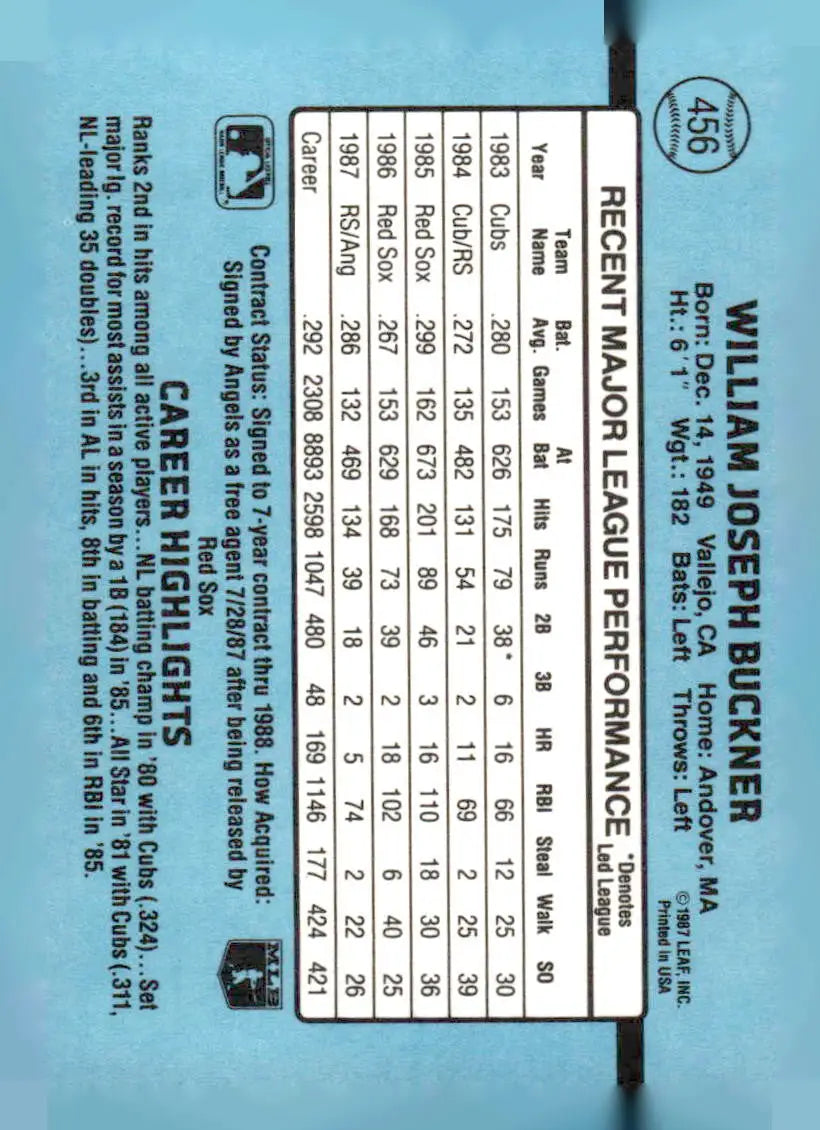 456
WILLIAM JOSEPH BUCKNER
Born: Dec. 14, 1949 Vallejo, CA Home: Andover, MA
Ht.: 6'1" Wgt.: 182 Bats: Left Throws: Left
©1987 LEAF, INC.
Printed in USA
RECENT MAJOR LEAGUE PERFORMANCE *Denotes Led League
Year Team Name Bat. Avg. Games At Bat Hits Runs 2B 3B HR RBI Steal Walk SO
1983 Cubs .280 153 626 175 79 38* 6 16 66 12 25 30
1984 Cub/RS .272 135 482 131 54 21 2 11 69 2 25 39
1985 Red Sox .299 162 673 201 89 46 3 16 110 18 30 36
1986 Red Sox .267 153 629 168 73 39 2 18 102 6 40 25
1987 RS/Ang .286 132 469 134 39 18 2 5 74 2 22 26
Career .292 2308 8893 2598 1047 480 48 169 1146 177 424 421
Contract Status: Signed to 7-year contract thru 1988. How Acquired:
Signed by Angels as a free agent 7/28/87 after being released by
Red Sox
MLB
CAREER HIGHLIGHTS
Ranks 2nd in hits among all active players...NL batting champ in '80 with Cubs (.324)...Set
major lg. record for most assists in a season by a 1B (184) in '85...All Star in '81 with Cubs (.311,
NL-leading 35 doubles)...3rd in AL in hits, 8th in batting and 6th in RBI in '85.